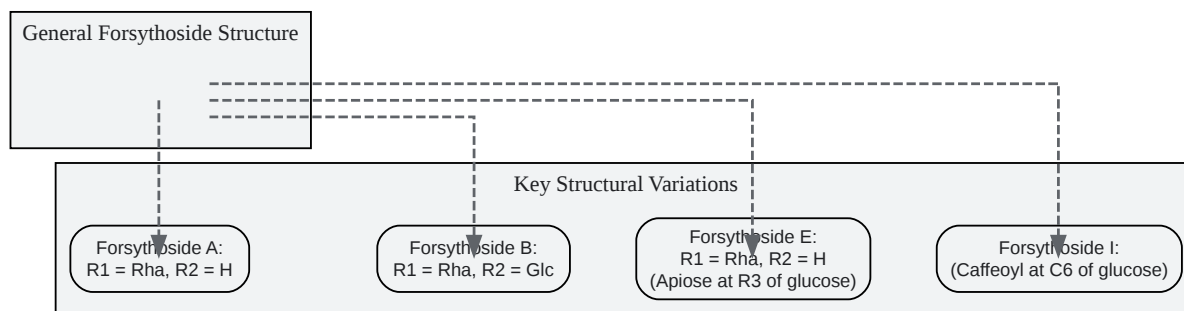 General Forsythoside Structure
Key Structural Variations
Forsythoside A:
R1 = Rha, R2 = H
Forsythoside B:
R1 = Rha, R2 = Glc
Forsythoside E:
R1 = Rha, R2 = H
(Apiose at R3 of glucose)
Forsythoside I:
(Caffeoyl at C6 of glucose)